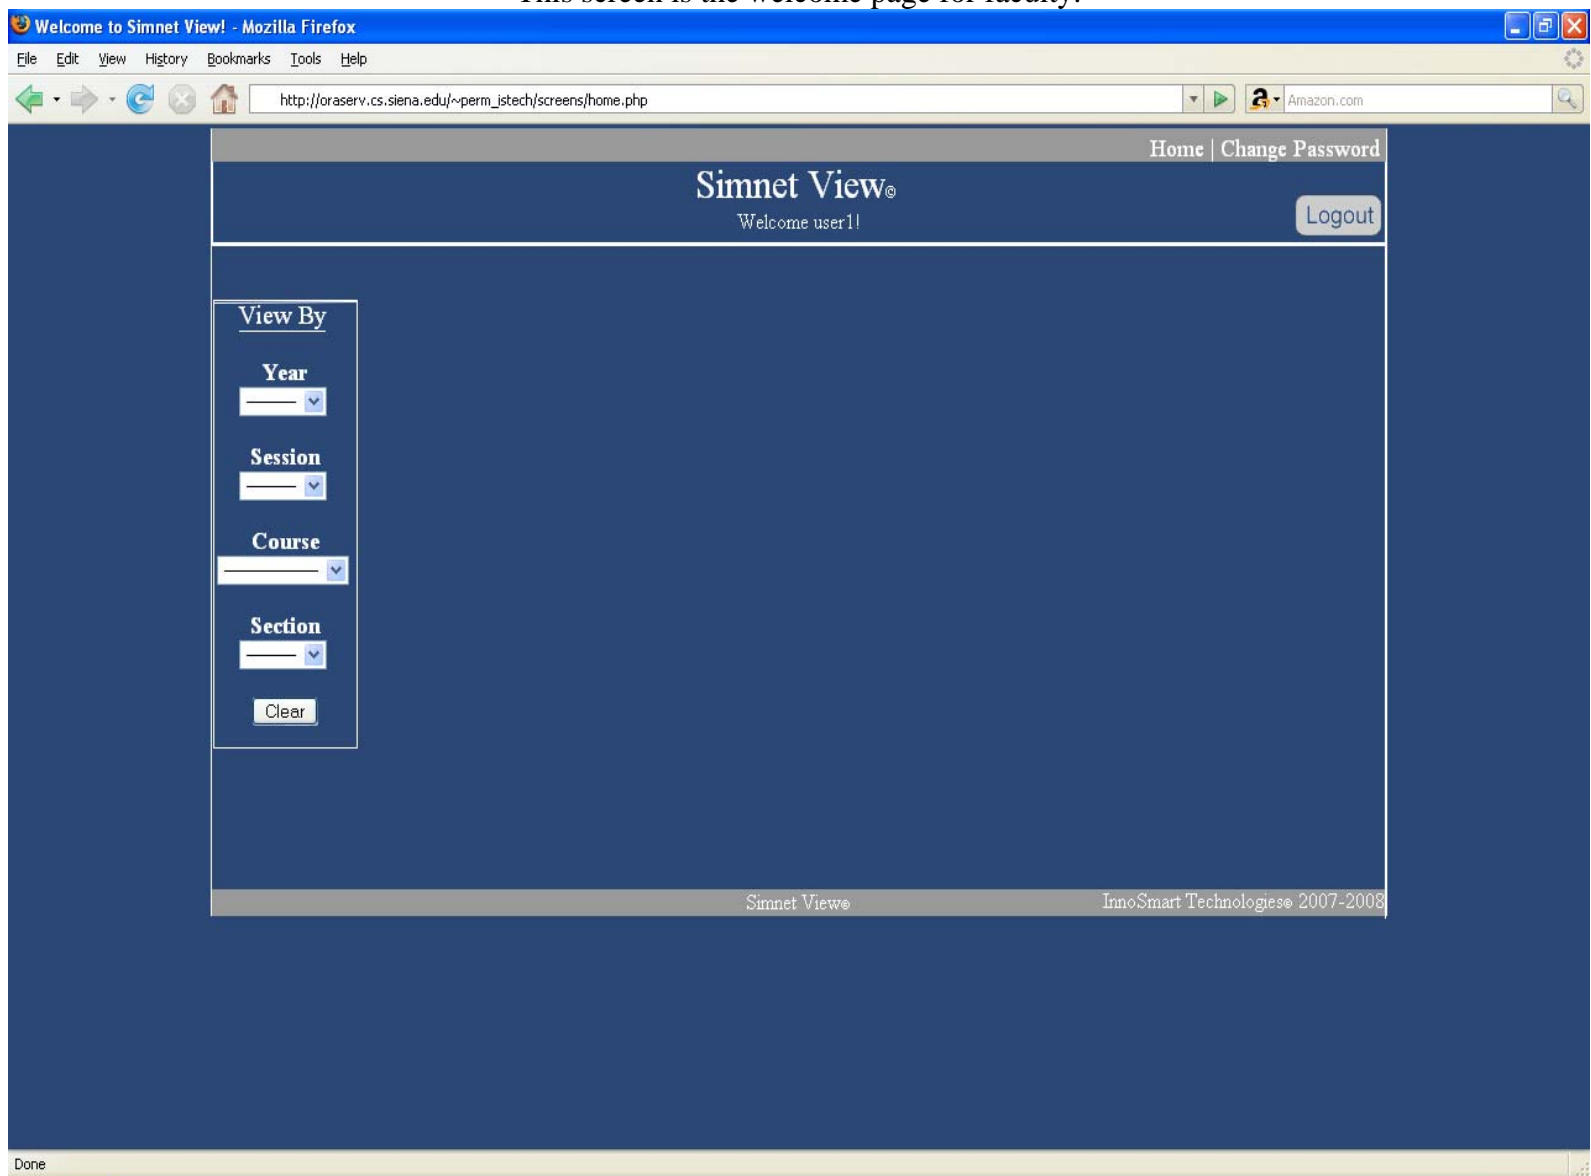 This screen is the welcome page for faculty.
Welcome to Simnet View! - Mozilla Firefox
File Edit View History Bookmarks Tools Help
http://oraserv.cs.siena.edu/~perm_istech/screens/home.php
Amazon.com
Home | Change Password
Simnet View©
Welcome user1!
Logout
View By
Year
Session
Course
Section
Clear
Simnet View© InnoSmart Technologies© 2007-2008
Done